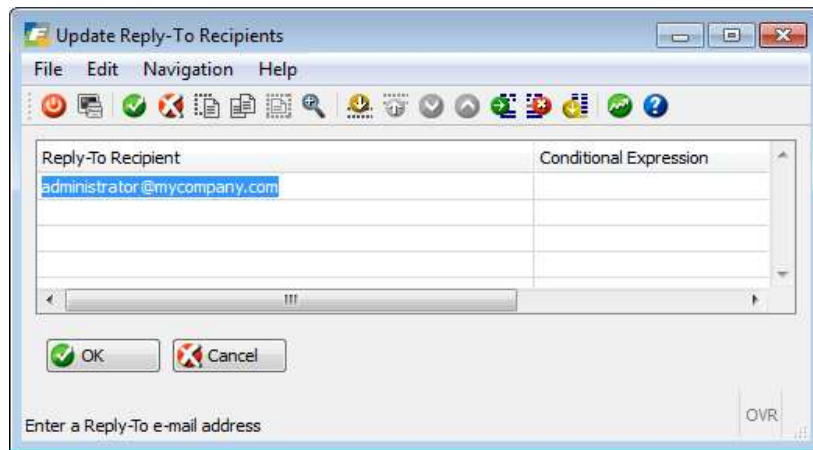 Update Reply-To Recipients
File Edit Navigation Help
Reply-To Recipient Conditional Expression
administrator@mycompany.com
OK Cancel
Enter a Reply-To e-mail address OVR